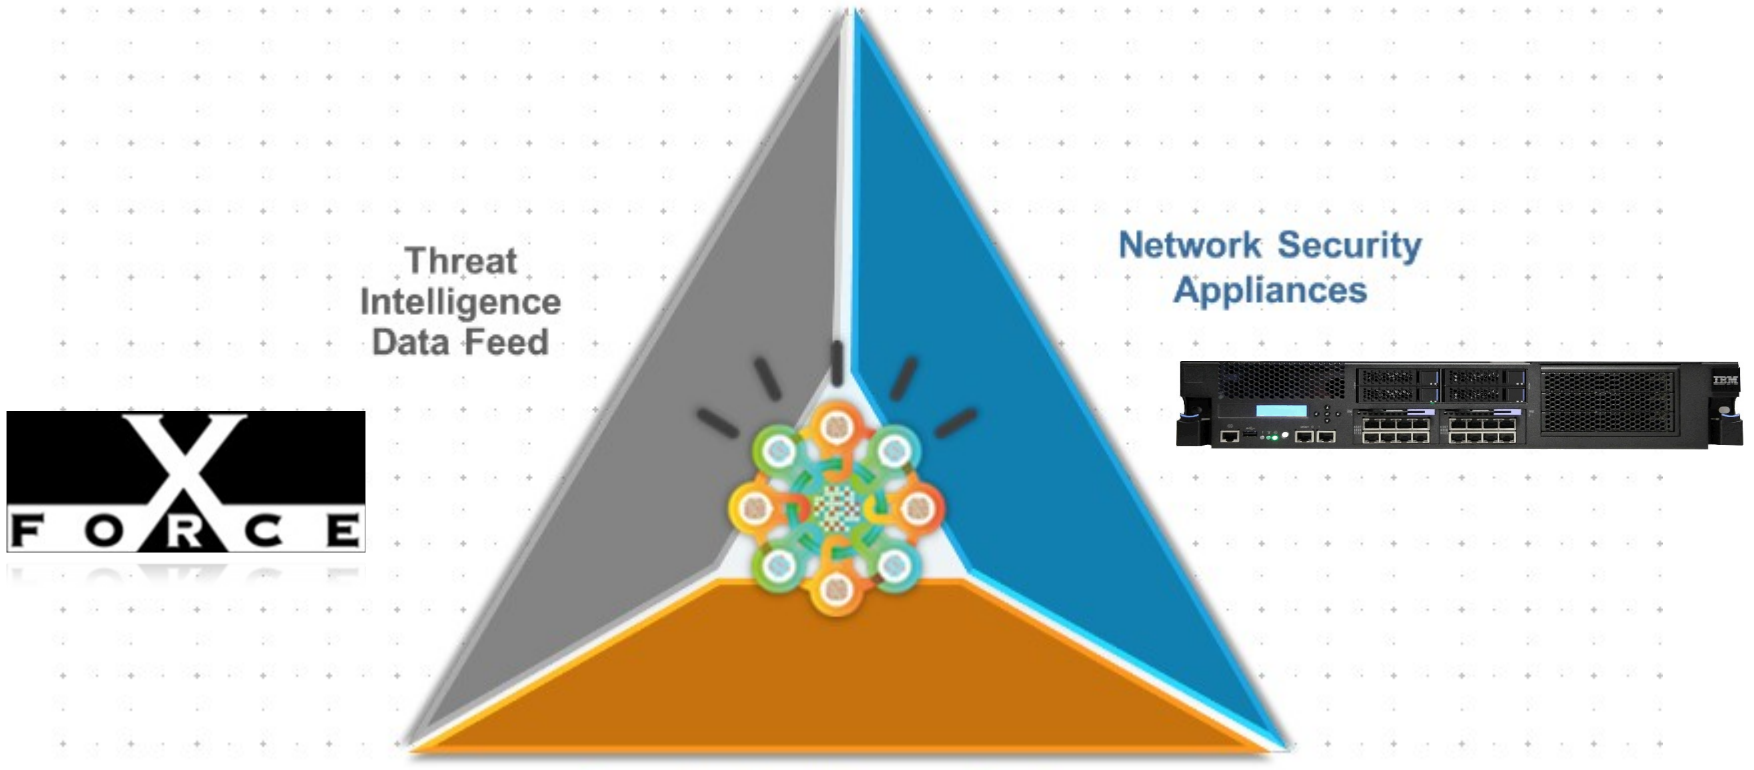 Threat
Intelligence
Data Feed
Network Security
Appliances
IBM
X
FORCE